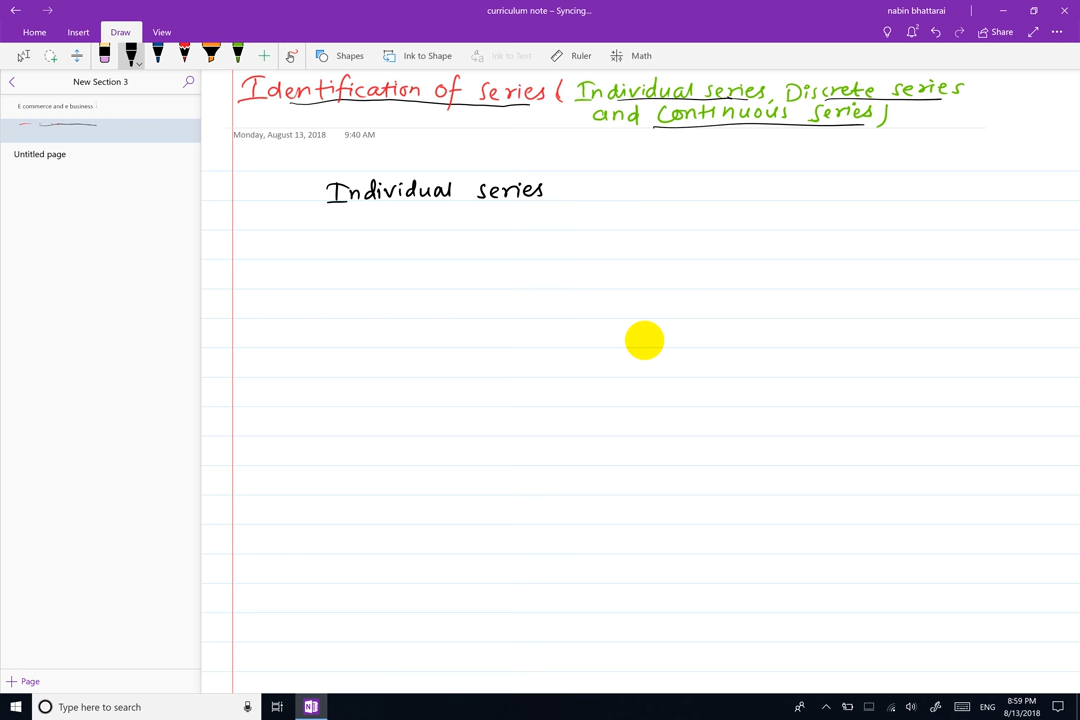 curriculum note – Syncing...
nabin bhattarai
Home Insert Draw View
Share
Shapes Ink to Shape Ink to Text Ruler Math
New Section 3
E commerce and e business
Untitled page
Identification of series ( Individual series, Discrete series
and Continuous series)
Monday, August 13, 2018 9:40 AM
Individual series
+ Page
Type here to search
ENG
8:59 PM
8/13/2018